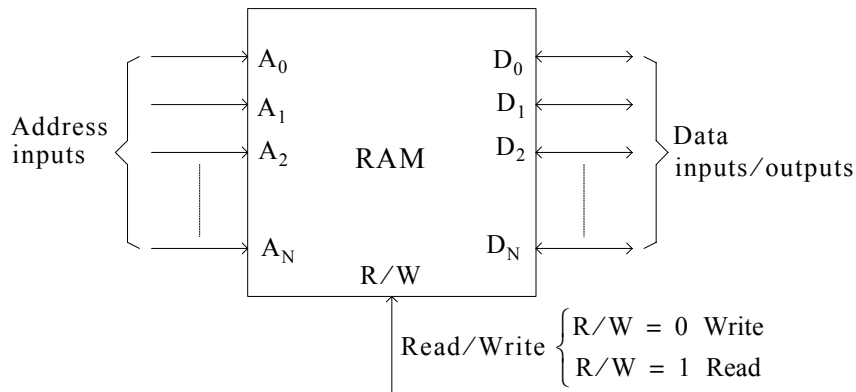 Address
inputs
A0
A1
A2
AN
RAM
R/W
D0
D1
D2
DN
Data
inputs/outputs
Read/Write
R/W = 0 Write
R/W = 1 Read